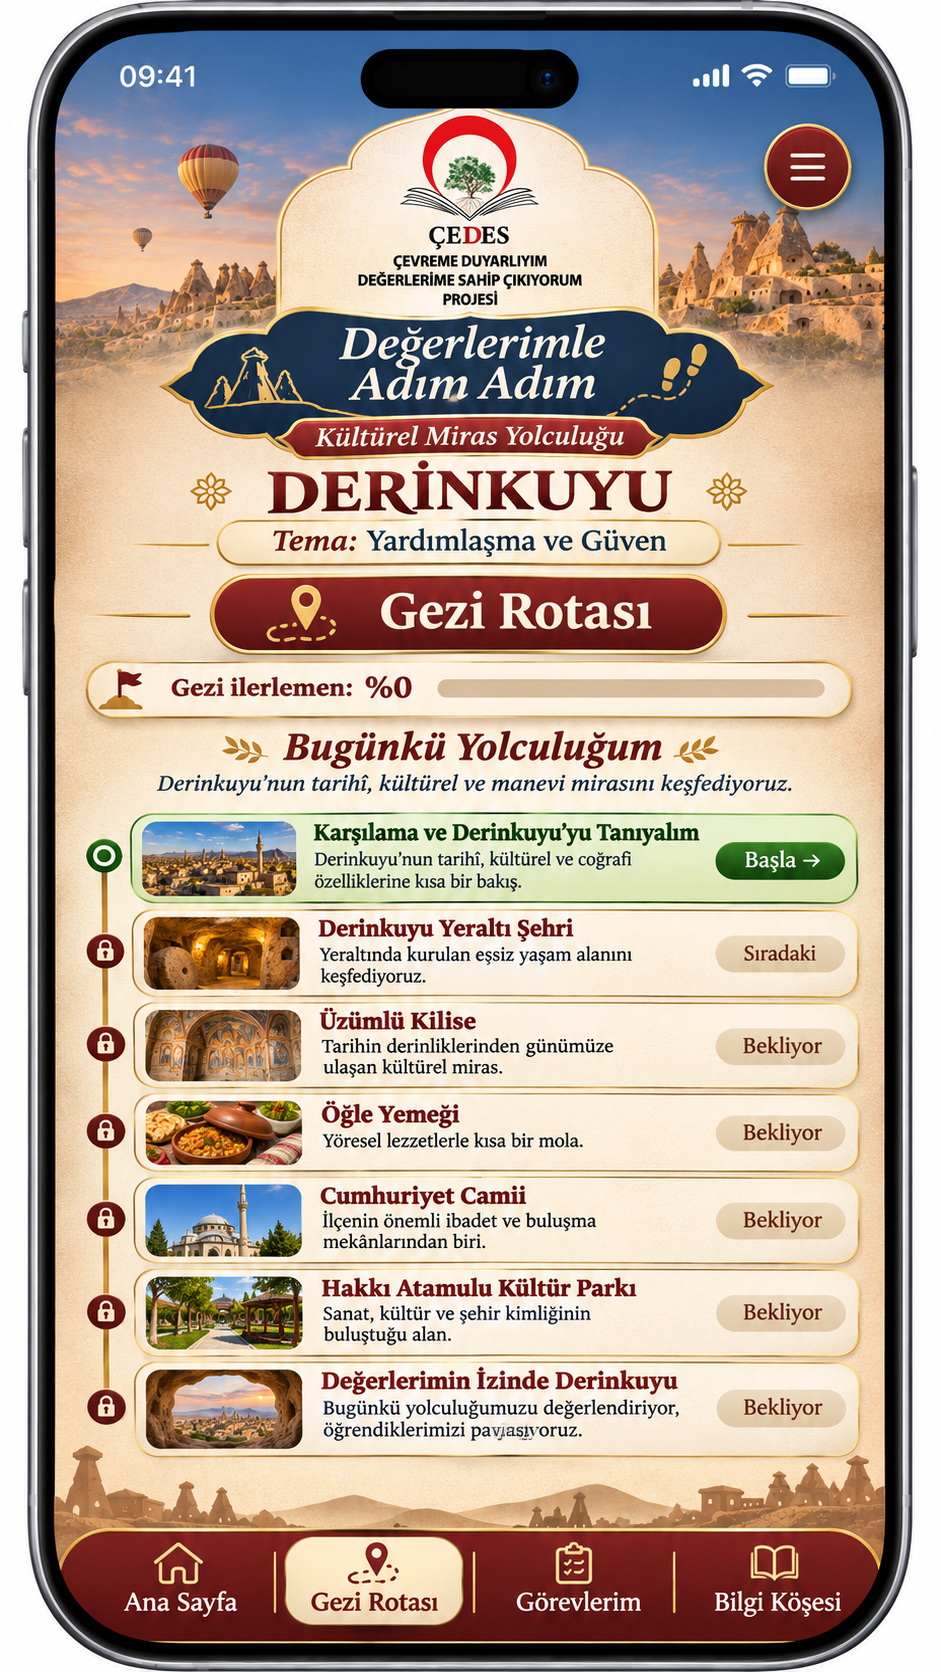 09:41
ÇEDES
ÇEVREME DUYARLIYIM
DEĞERLERİME SAHİP ÇIKIYORUM
PROJESİ
Değerlerimle
Adım Adım
Kültürel Miras Yolculuğu
DERİNKUYU
Tema: Yardımlaşma ve Güven
Gezi Rotası
Gezi ilerlemen: %0
Bugünkü Yolculuğum
Derinkuyu'nun tarihî, kültürel ve manevi mirasını keşfediyoruz.
Karşılama ve Derinkuyu'yu Tanıyalım
Derinkuyu'nun tarihî, kültürel ve coğrafi
özelliklerine kısa bir bakış.
Başla →
Derinkuyu Yeraltı Şehri
Yeraltında kurulan eşsiz yaşam alanını
keşfediyoruz.
Sıradaki
Üzümlü Kilise
Tarihin derinliklerinden günümüze
ulaşan kültürel miras.
Bekliyor
Öğle Yemeği
Yöresel lezzetlerle kısa bir mola.
Bekliyor
Cumhuriyet Camii
İlçenin önemli ibadet ve buluşma
mekânlarından biri.
Bekliyor
Hakkı Atamulu Kültür Parkı
Sanat, kültür ve şehir kimliğinin
buluştuğu alan.
Bekliyor
Değerlerimin İzinde Derinkuyu
Bugünkü yolculuğumuzu değerlendiriyor,
öğrendiklerimizi
Bekliyor
Ana Sayfa
Gezi Rotası
Görevlerim
Bilgi Köşesi